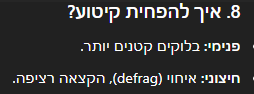 8. איך להפחית קיטוע?
פנימי: בלוקים קטנים יותר.
חיצוני: איחוי (defrag), הקצאה רציפה.